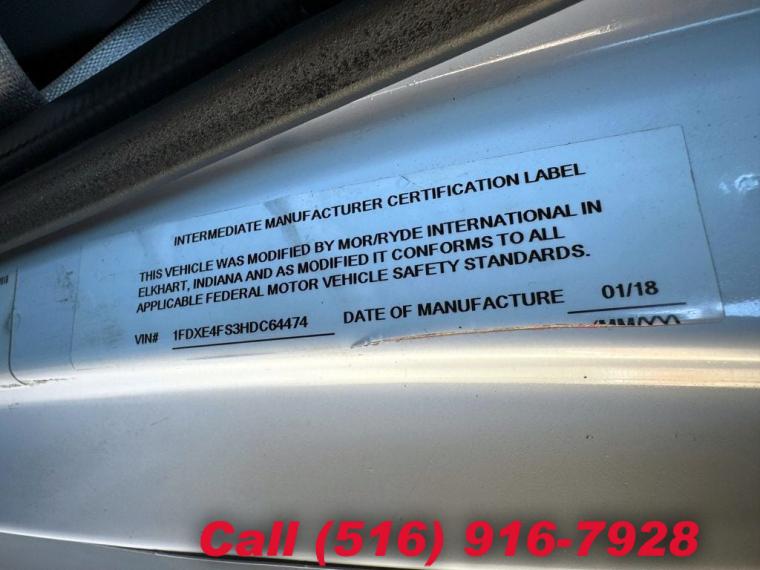 INTERMEDIATE MANUFACTURER CERTIFICATION LABEL
THIS VEHICLE WAS MODIFIED BY MOR/RYDE INTERNATIONAL IN
ELKHART, INDIANA AND AS MODIFIED IT CONFORMS TO ALL
APPLICABLE FEDERAL MOTOR VEHICLE SAFETY STANDARDS.
VIN# 1FDXE4FS3HDC64474 DATE OF MANUFACTURE 01/18
(MM/YY)
Call (516) 916-7928